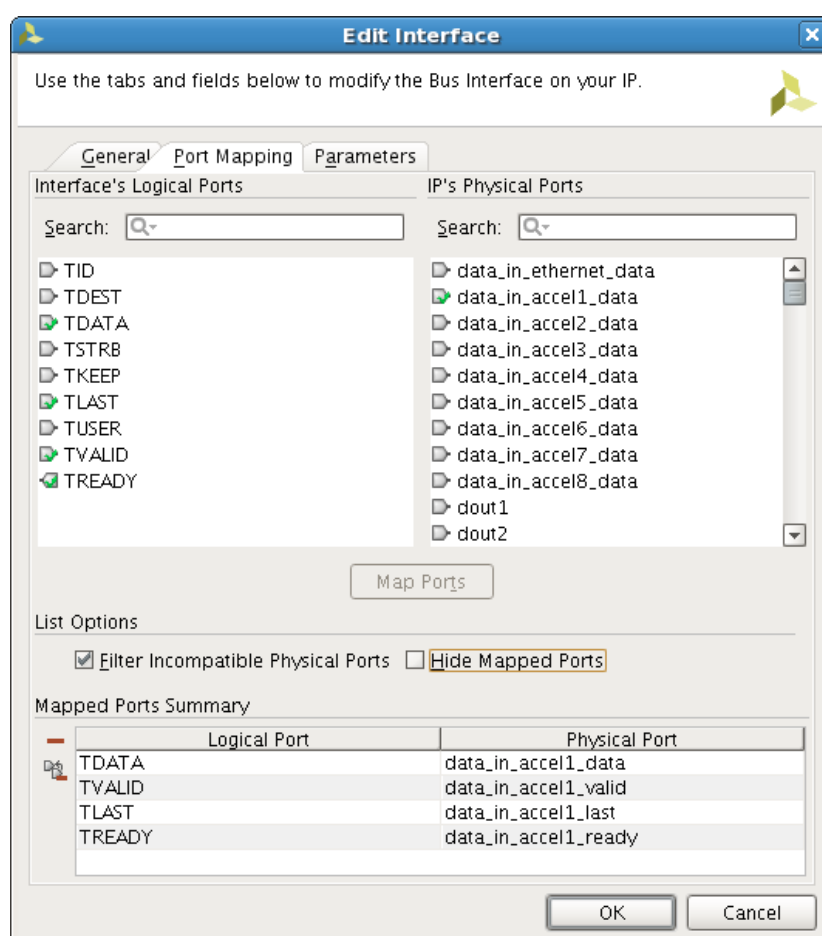 Edit Interface
Use the tabs and fields below to modify the Bus Interface on your IP.
General Port Mapping Parameters
Interface's Logical Ports IP's Physical Ports
Search: Search:
TID data_in_ethernet_data
TDEST data_in_accel1_data
TDATA data_in_accel2_data
TSTRB data_in_accel3_data
TKEEP data_in_accel4_data
TLAST data_in_accel5_data
TUSER data_in_accel6_data
TVALID data_in_accel7_data
TREADY data_in_accel8_data
dout1
dout2
Map Ports
List Options
Filter Incompatible Physical Ports Hide Mapped Ports
Mapped Ports Summary
Logical Port Physical Port
TDATA data_in_accel1_data
TVALID data_in_accel1_valid
TLAST data_in_accel1_last
TREADY data_in_accel1_ready
OK Cancel